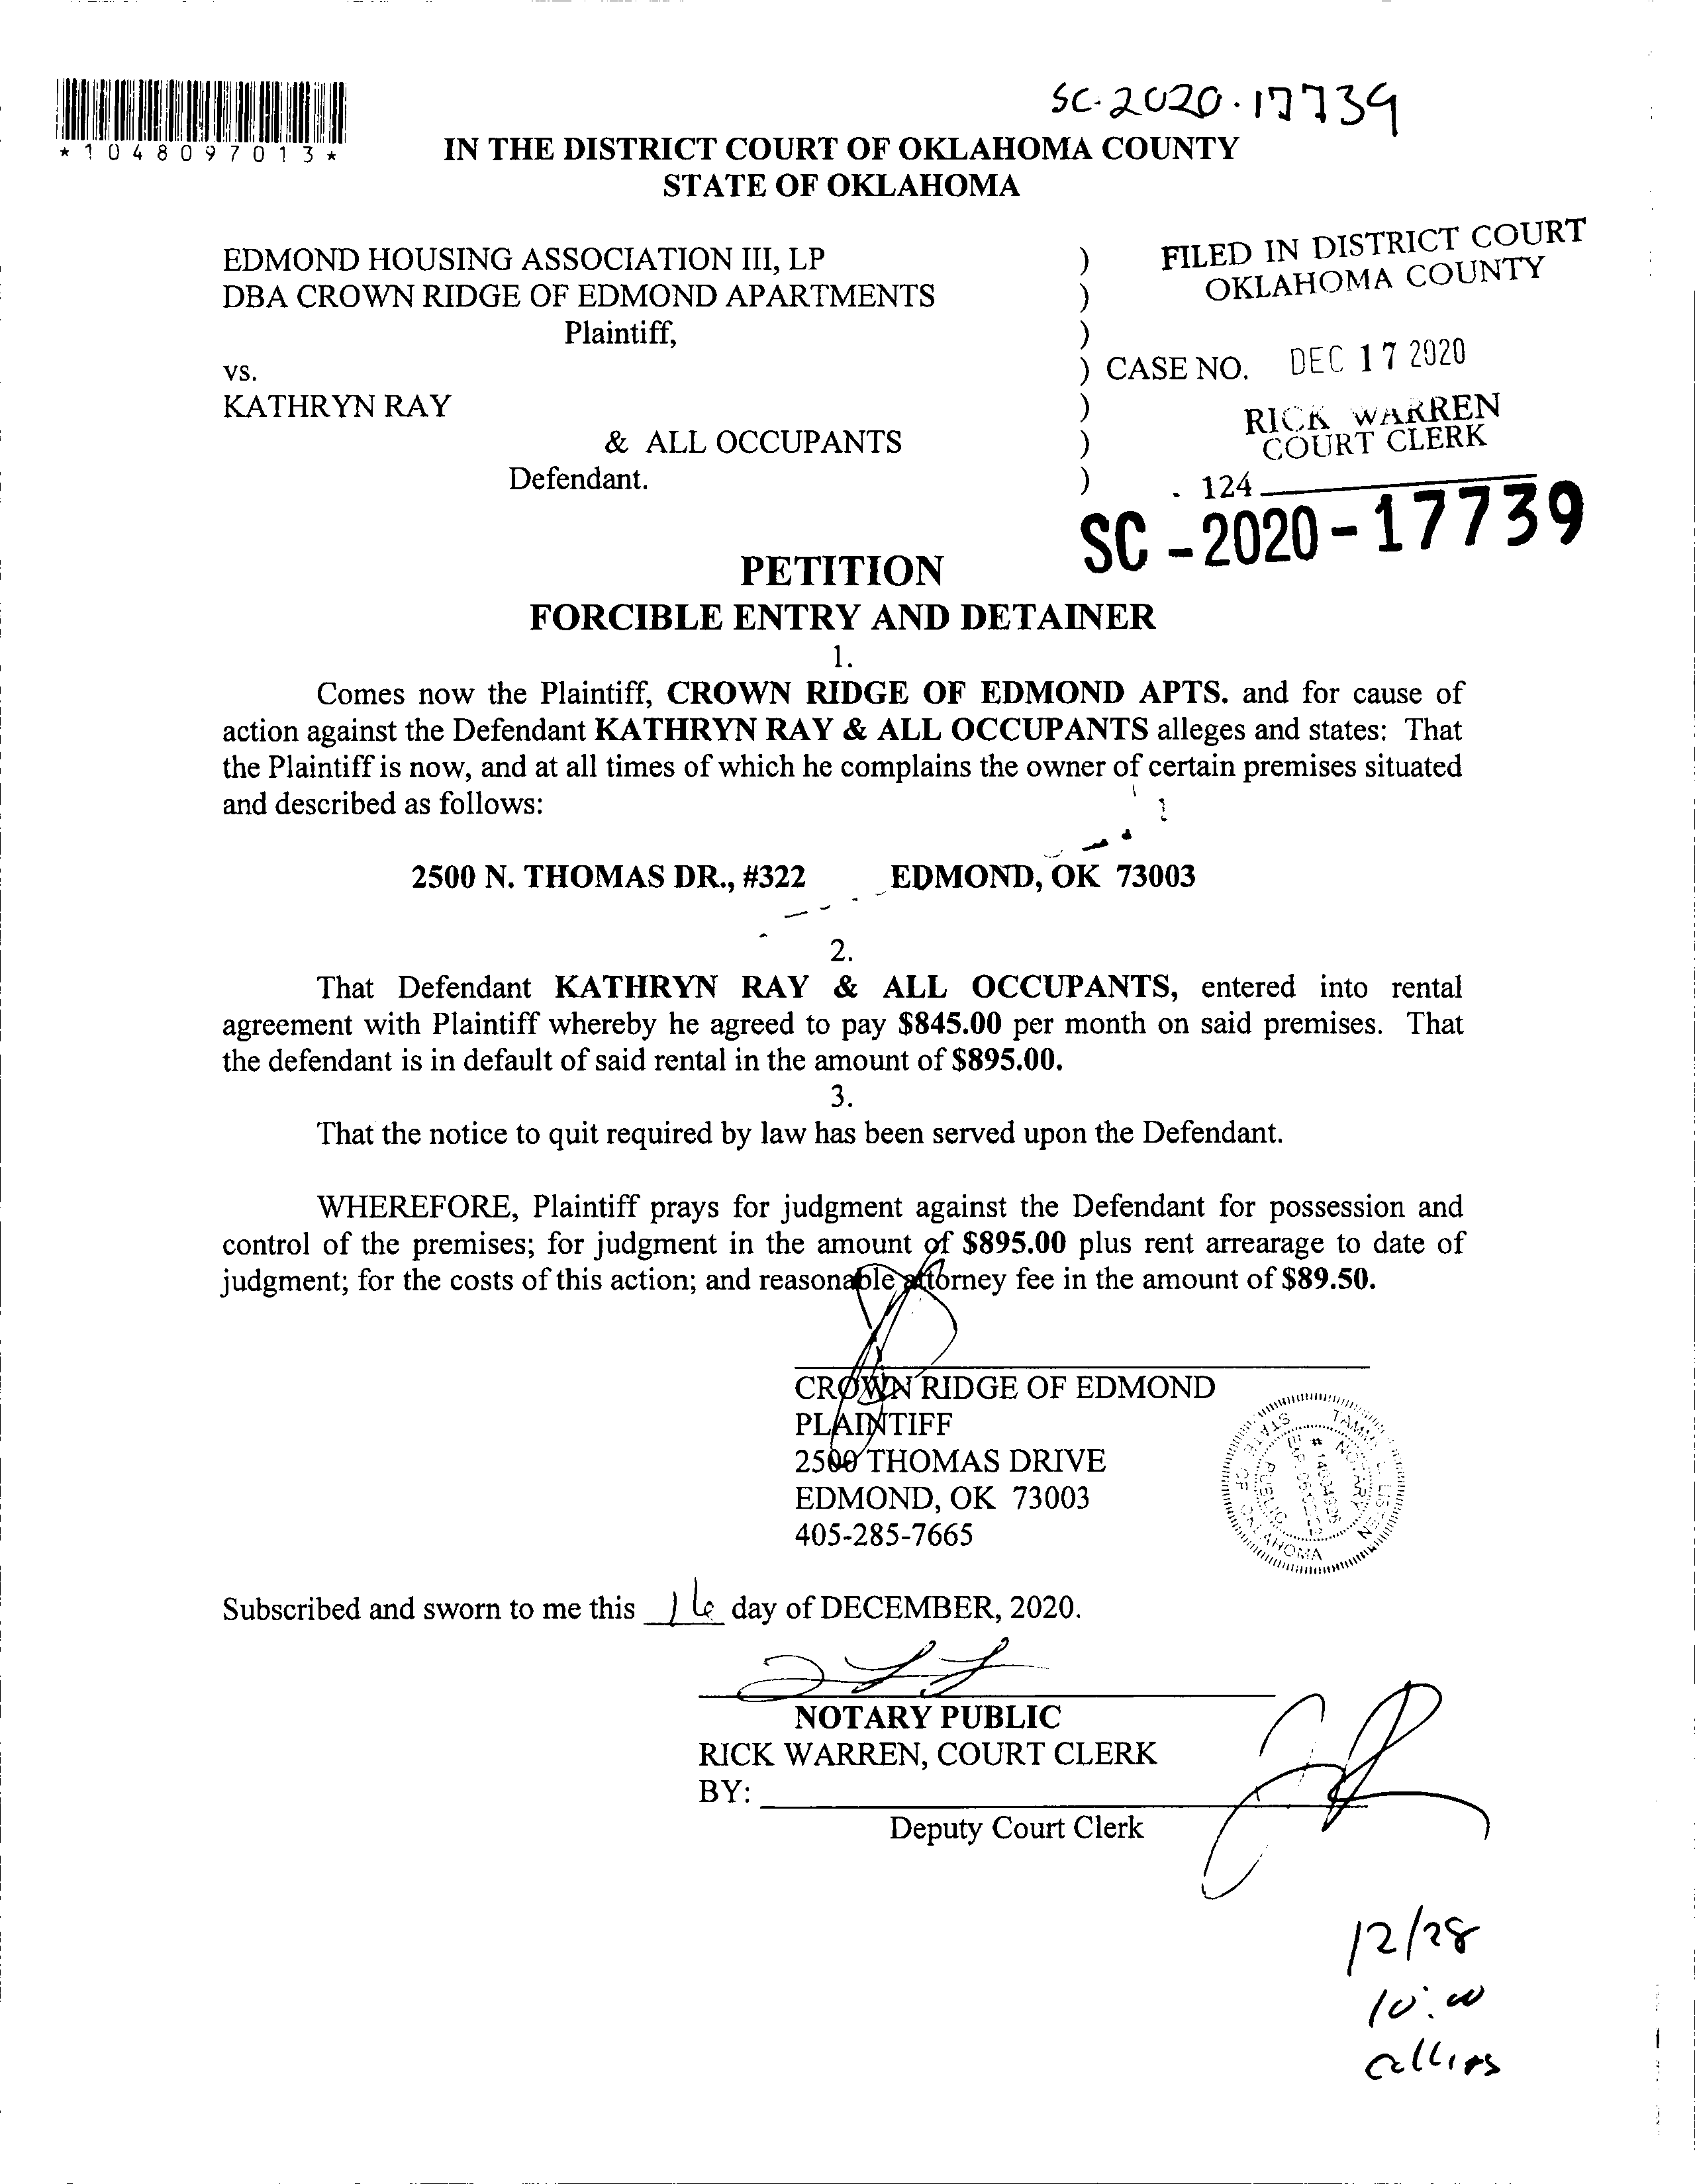 SC-2020-17739
*1048097013*
IN THE DISTRICT COURT OF OKLAHOMA COUNTY
STATE OF OKLAHOMA
EDMOND HOUSING ASSOCIATION III, LP )
DBA CROWN RIDGE OF EDMOND APARTMENTS )
Plaintiff, )
vs. ) CASE NO.
KATHRYN RAY )
& ALL OCCUPANTS )
Defendant. )
FILED IN DISTRICT COURT
OKLAHOMA COUNTY
DEC 17 2020
RICK WARREN
COURT CLERK
124
SC-2020-17739
PETITION
FORCIBLE ENTRY AND DETAINER
1.
Comes now the Plaintiff, CROWN RIDGE OF EDMOND APTS. and for cause of
action against the Defendant KATHRYN RAY & ALL OCCUPANTS alleges and states: That
the Plaintiff is now, and at all times of which he complains the owner of certain premises situated
and described as follows:
2500 N. THOMAS DR., #322 EDMOND, OK 73003
2.
That Defendant KATHRYN RAY & ALL OCCUPANTS, entered into rental
agreement with Plaintiff whereby he agreed to pay $845.00 per month on said premises. That
the defendant is in default of said rental in the amount of $895.00.
3.
That the notice to quit required by law has been served upon the Defendant.
WHEREFORE, Plaintiff prays for judgment against the Defendant for possession and
control of the premises; for judgment in the amount of $895.00 plus rent arrearage to date of
judgment; for the costs of this action; and reasonable attorney fee in the amount of $89.50.
CROWN RIDGE OF EDMOND
PLAINTIFF
2500 THOMAS DRIVE
EDMOND, OK 73003
405-285-7665
NOTARY PUBLIC
STATE OF OKLAHOMA
Subscribed and sworn to me this 16 day of DECEMBER, 2020.
NOTARY PUBLIC
RICK WARREN, COURT CLERK
BY:
Deputy Court Clerk
12/28
10:00